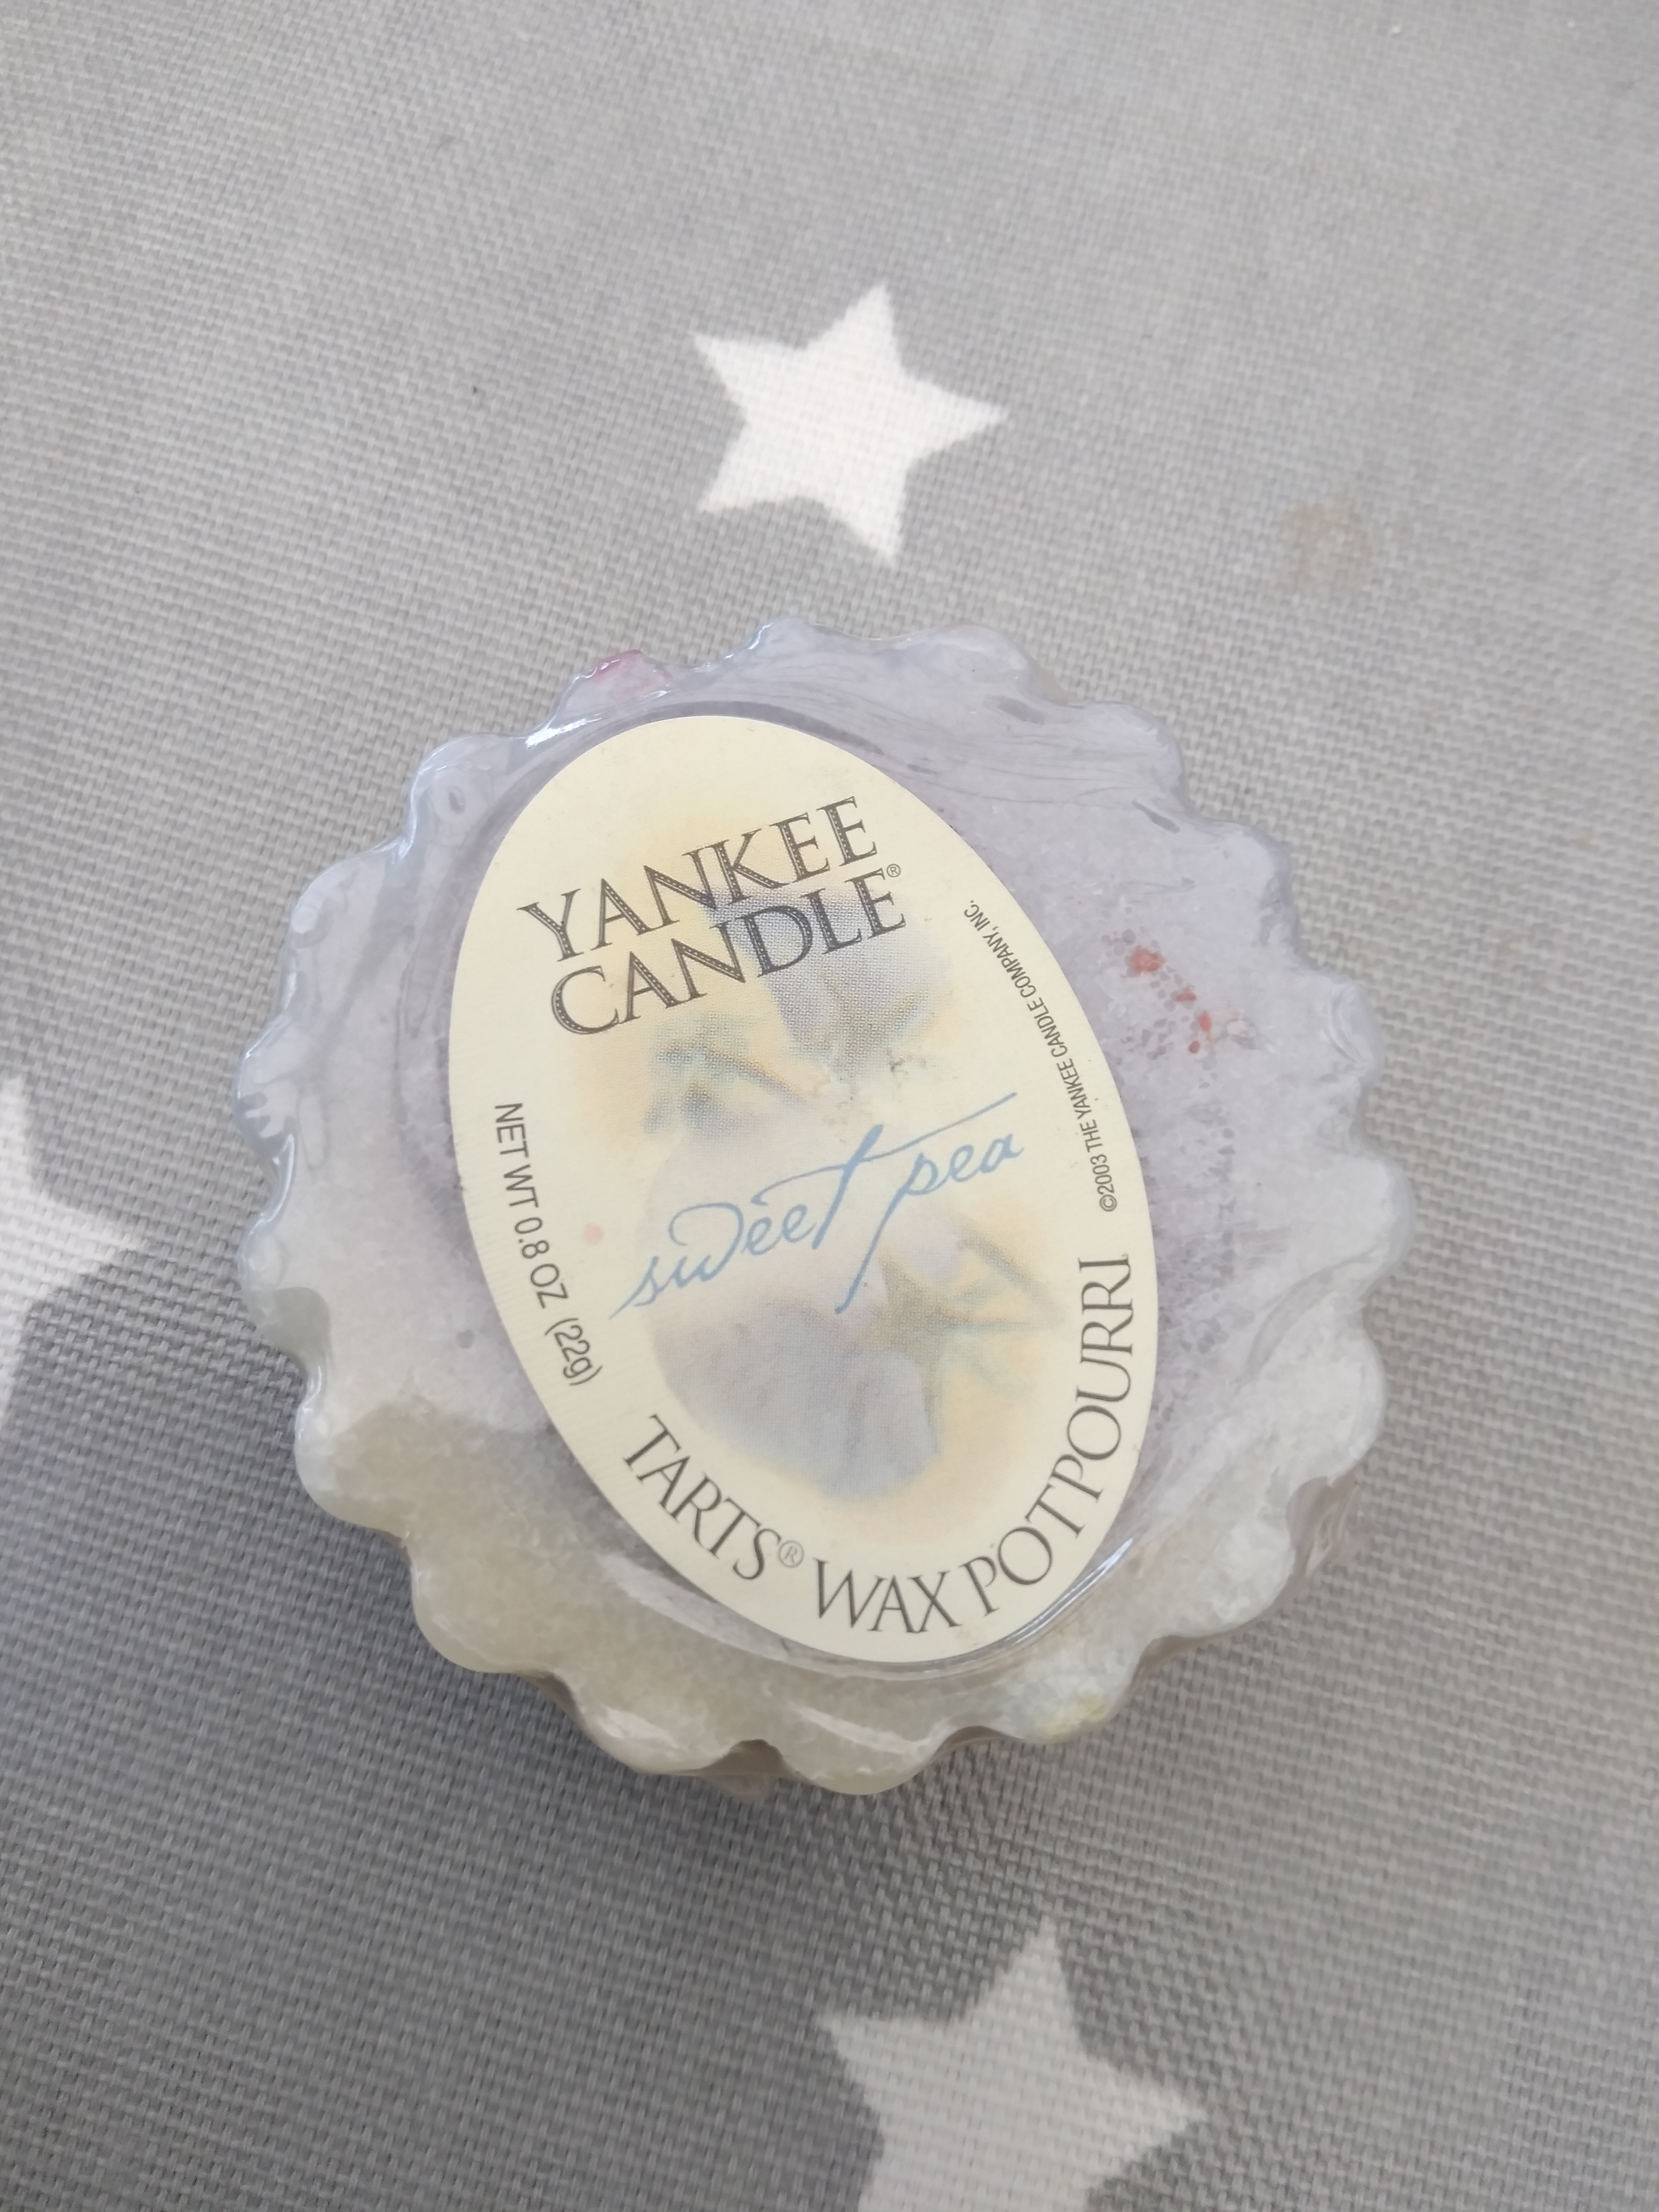 YANKEE
CANDLE®
sweet pea
NET WT 0.8 OZ (22g)
©2003 THE YANKEE CANDLE COMPANY, INC.
TARTS® WAX POTPOURRI